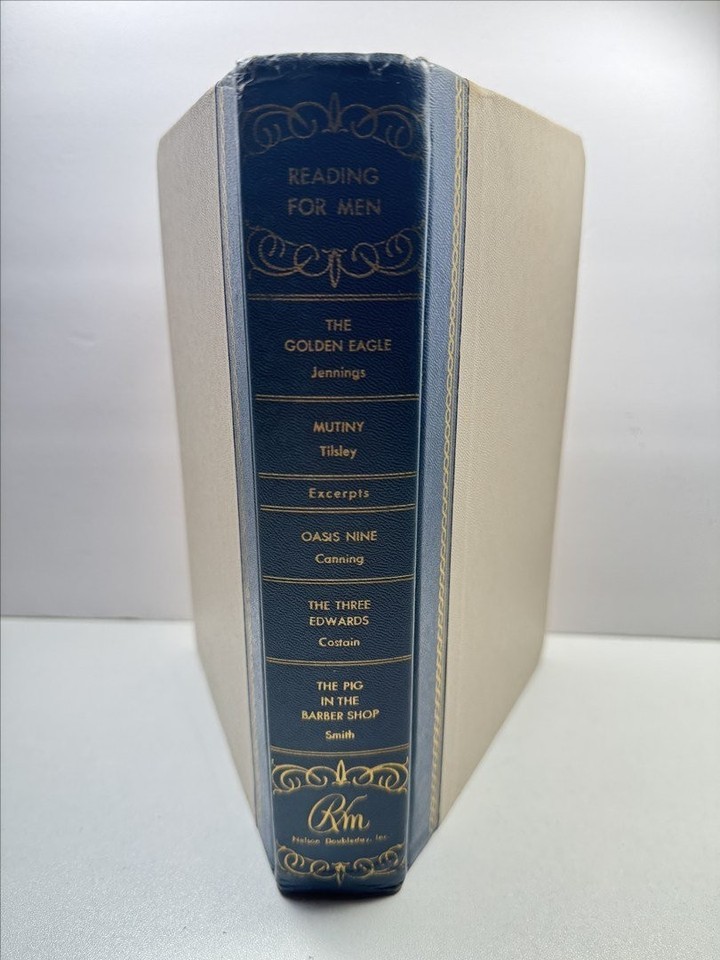 READING
FOR MEN
THE
GOLDEN EAGLE
Jennings
MUTINY
Tilsley
Excerpts
OASIS NINE
Canning
THE THREE
EDWARDS
Costain
THE PIG
IN THE
BARBER SHOP
Smith
Rfm
Nelson Doubleday, Inc.